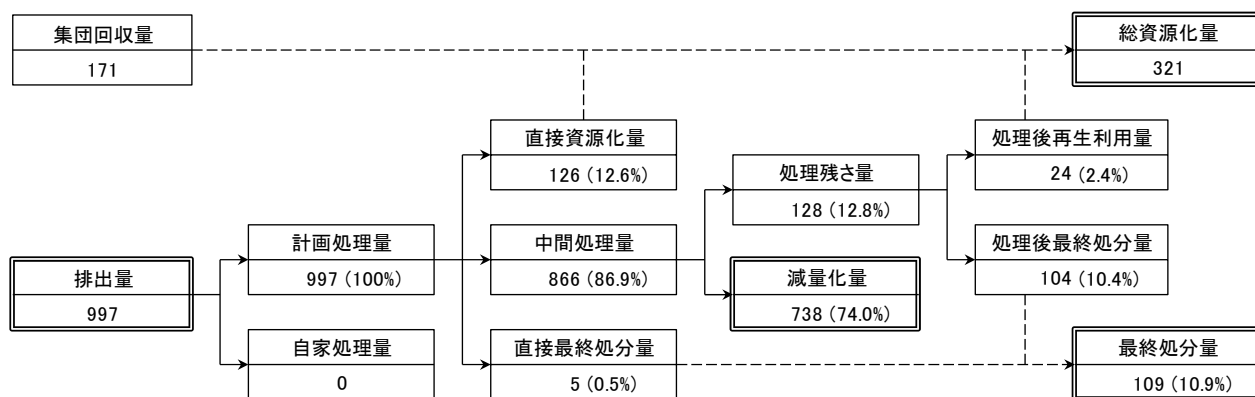 集団回収量
171
総資源化量
321
直接資源化量
126 (12.6%)
処理後再生利用量
24 (2.4%)
処理残さ量
128 (12.8%)
計画処理量
997 (100%)
中間処理量
866 (86.9%)
処理後最終処分量
104 (10.4%)
排出量
997
減量化量
738 (74.0%)
自家処理量
0
直接最終処分量
5 (0.5%)
最終処分量
109 (10.9%)